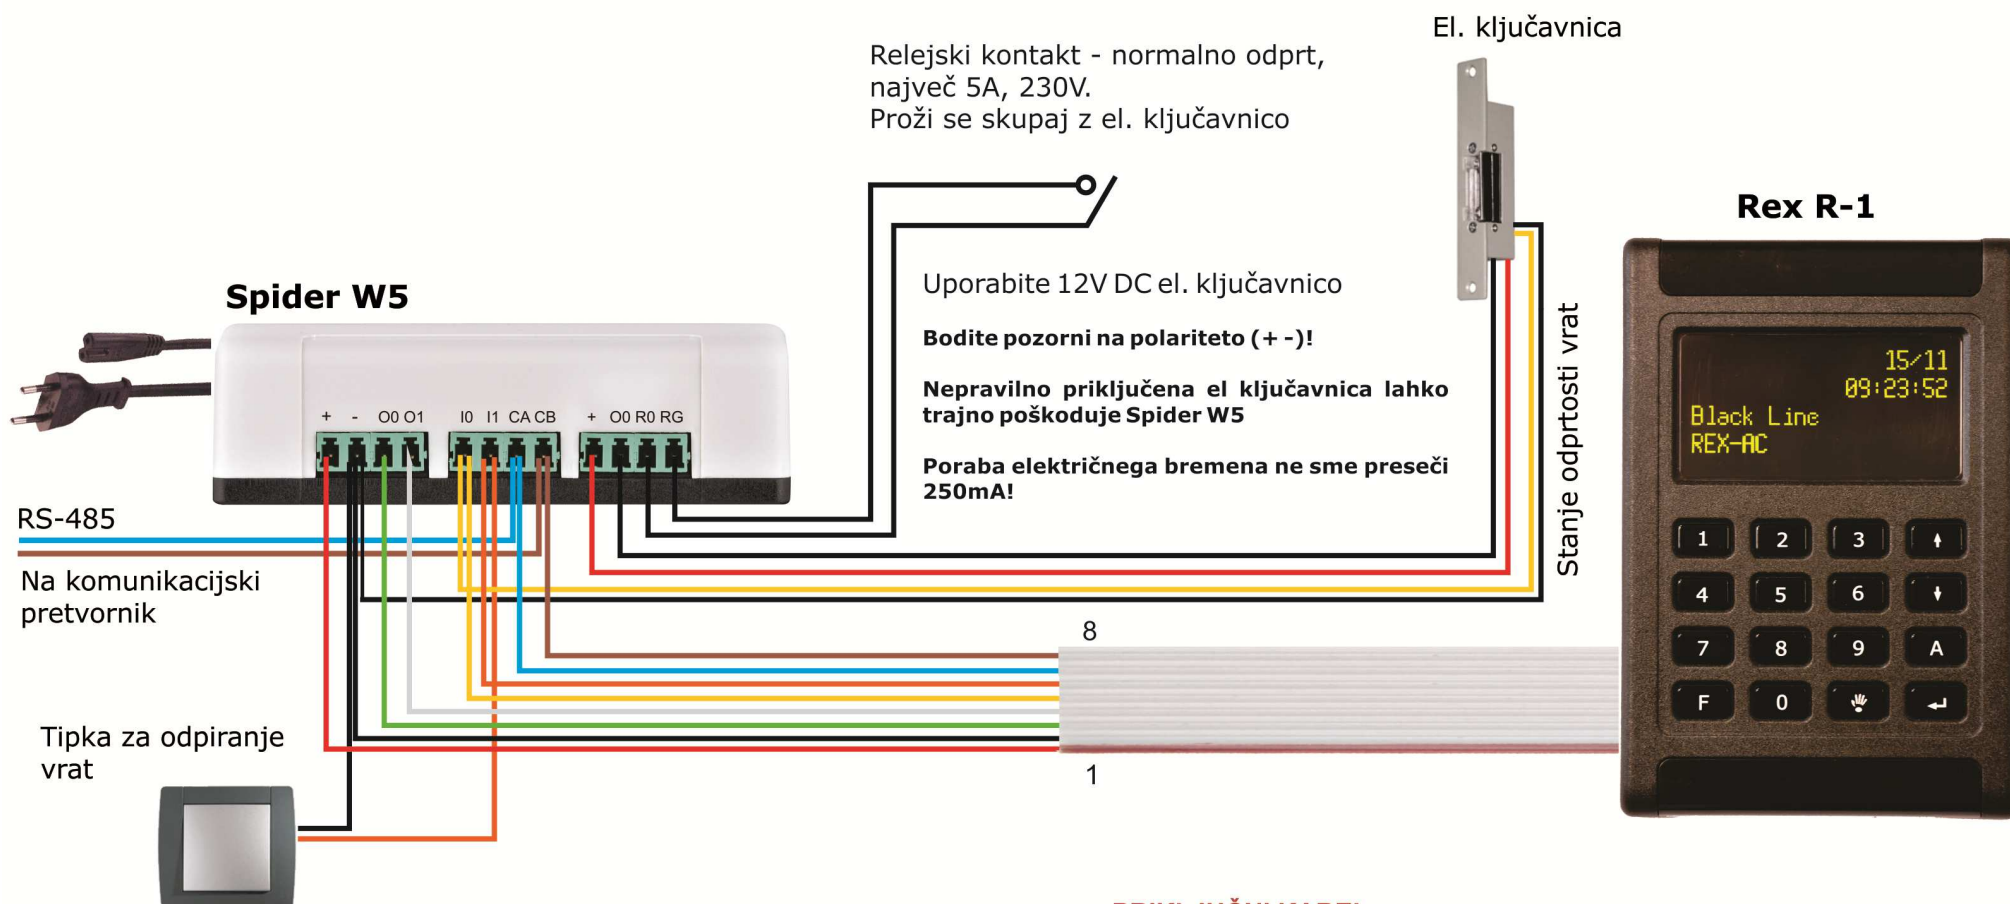 El. ključavnica
Relejski kontakt - normalno odprt,
največ 5A, 230V.
Proži se skupaj z el. ključavnico
Rex R-1
Uporabite 12V DC el. ključavnico
Bodite pozorni na polariteto (+ -)!
Nepravilno priključena el ključavnica lahko
trajno poškoduje Spider W5
Poraba električnega bremena ne sme preseči
250mA!
Stanje odprtosti vrat
Spider W5
+ - O0 O1 I0 I1 CA CB + O0 R0 RG
RS-485
Na komunikacijski
pretvornik
15/11
09:23:52
Black Line
REX-AC
1 2 3
4 5 6
7 8 9 A
F 0
8
1
Tipka za odpiranje
vrat